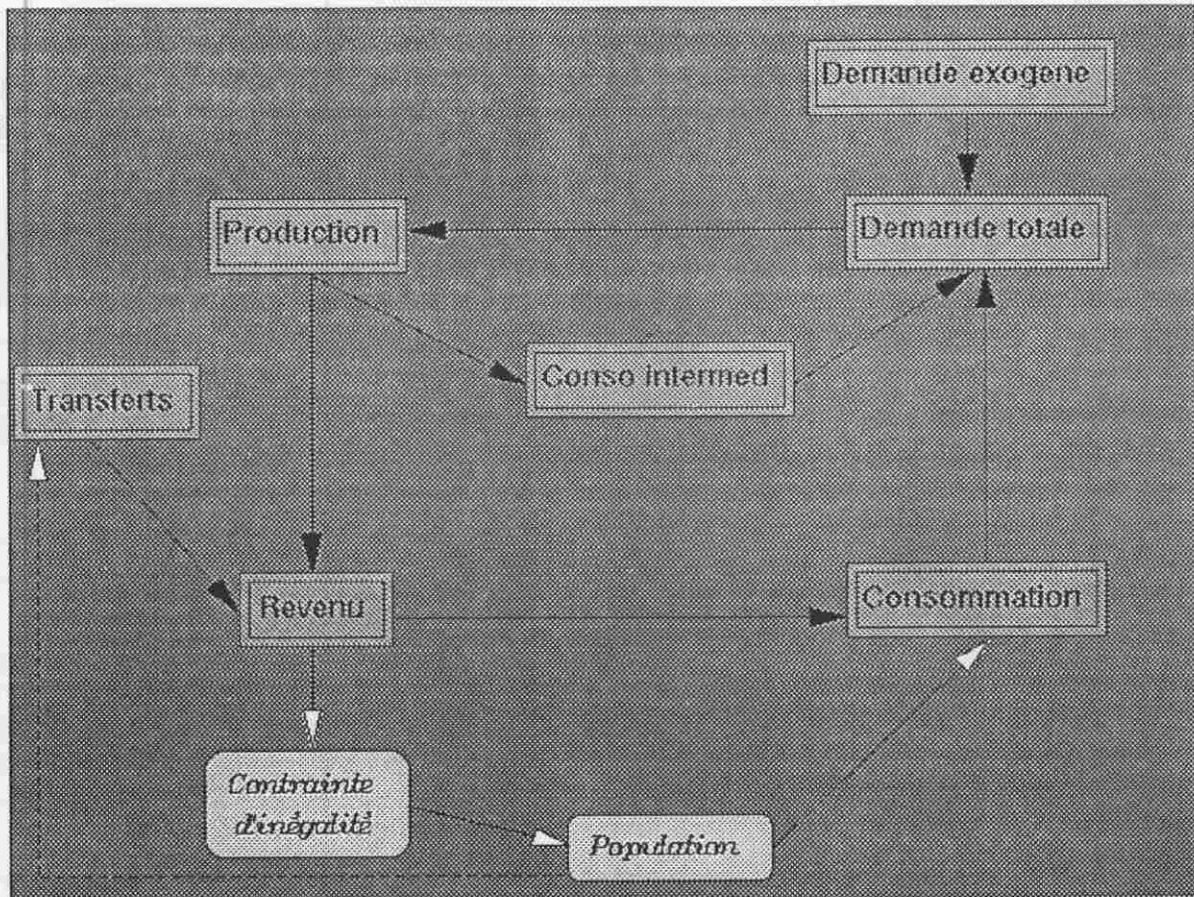 Demande exogene
Production
Demande totale
Conso intermed
Transferts
Revenu
Consommation
Contrainte
d'inégalité
Population